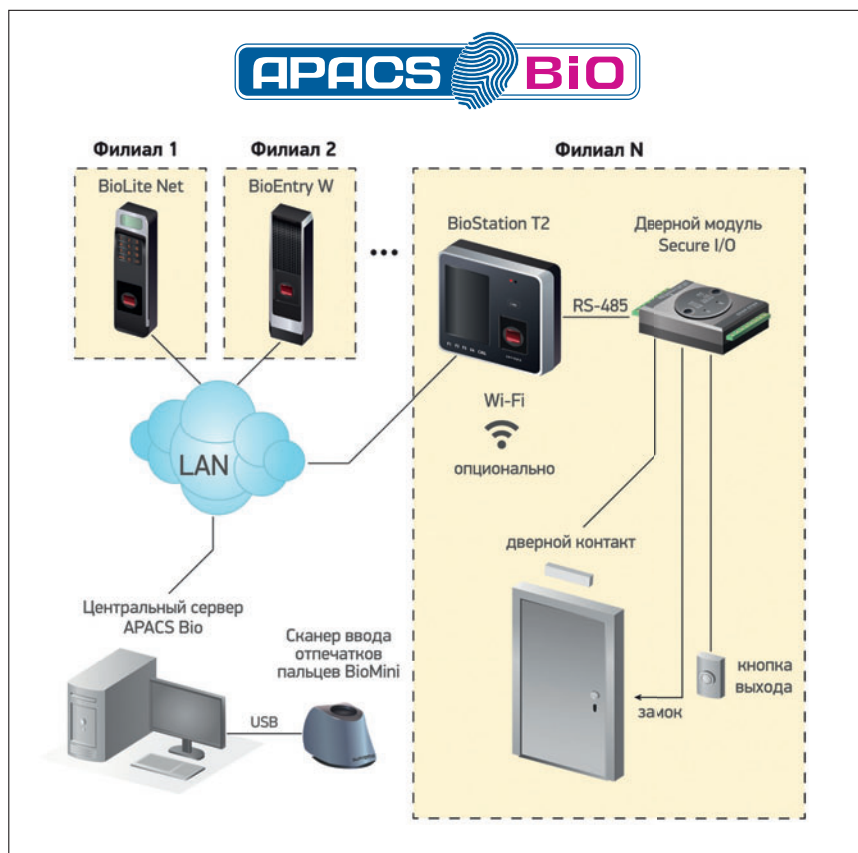 APACS BiO
Филиал 1
Филиал 2
Филиал N
BioLite Net
BioEntry W
BioStation T2
Дверной модуль
Secure I/O
...
RS-485
Wi-Fi
опционально
LAN
дверной контакт
Центральный сервер
APACS Bio
Сканер ввода
отпечатков
пальцев BioMini
USB
кнопка
выхода
замок